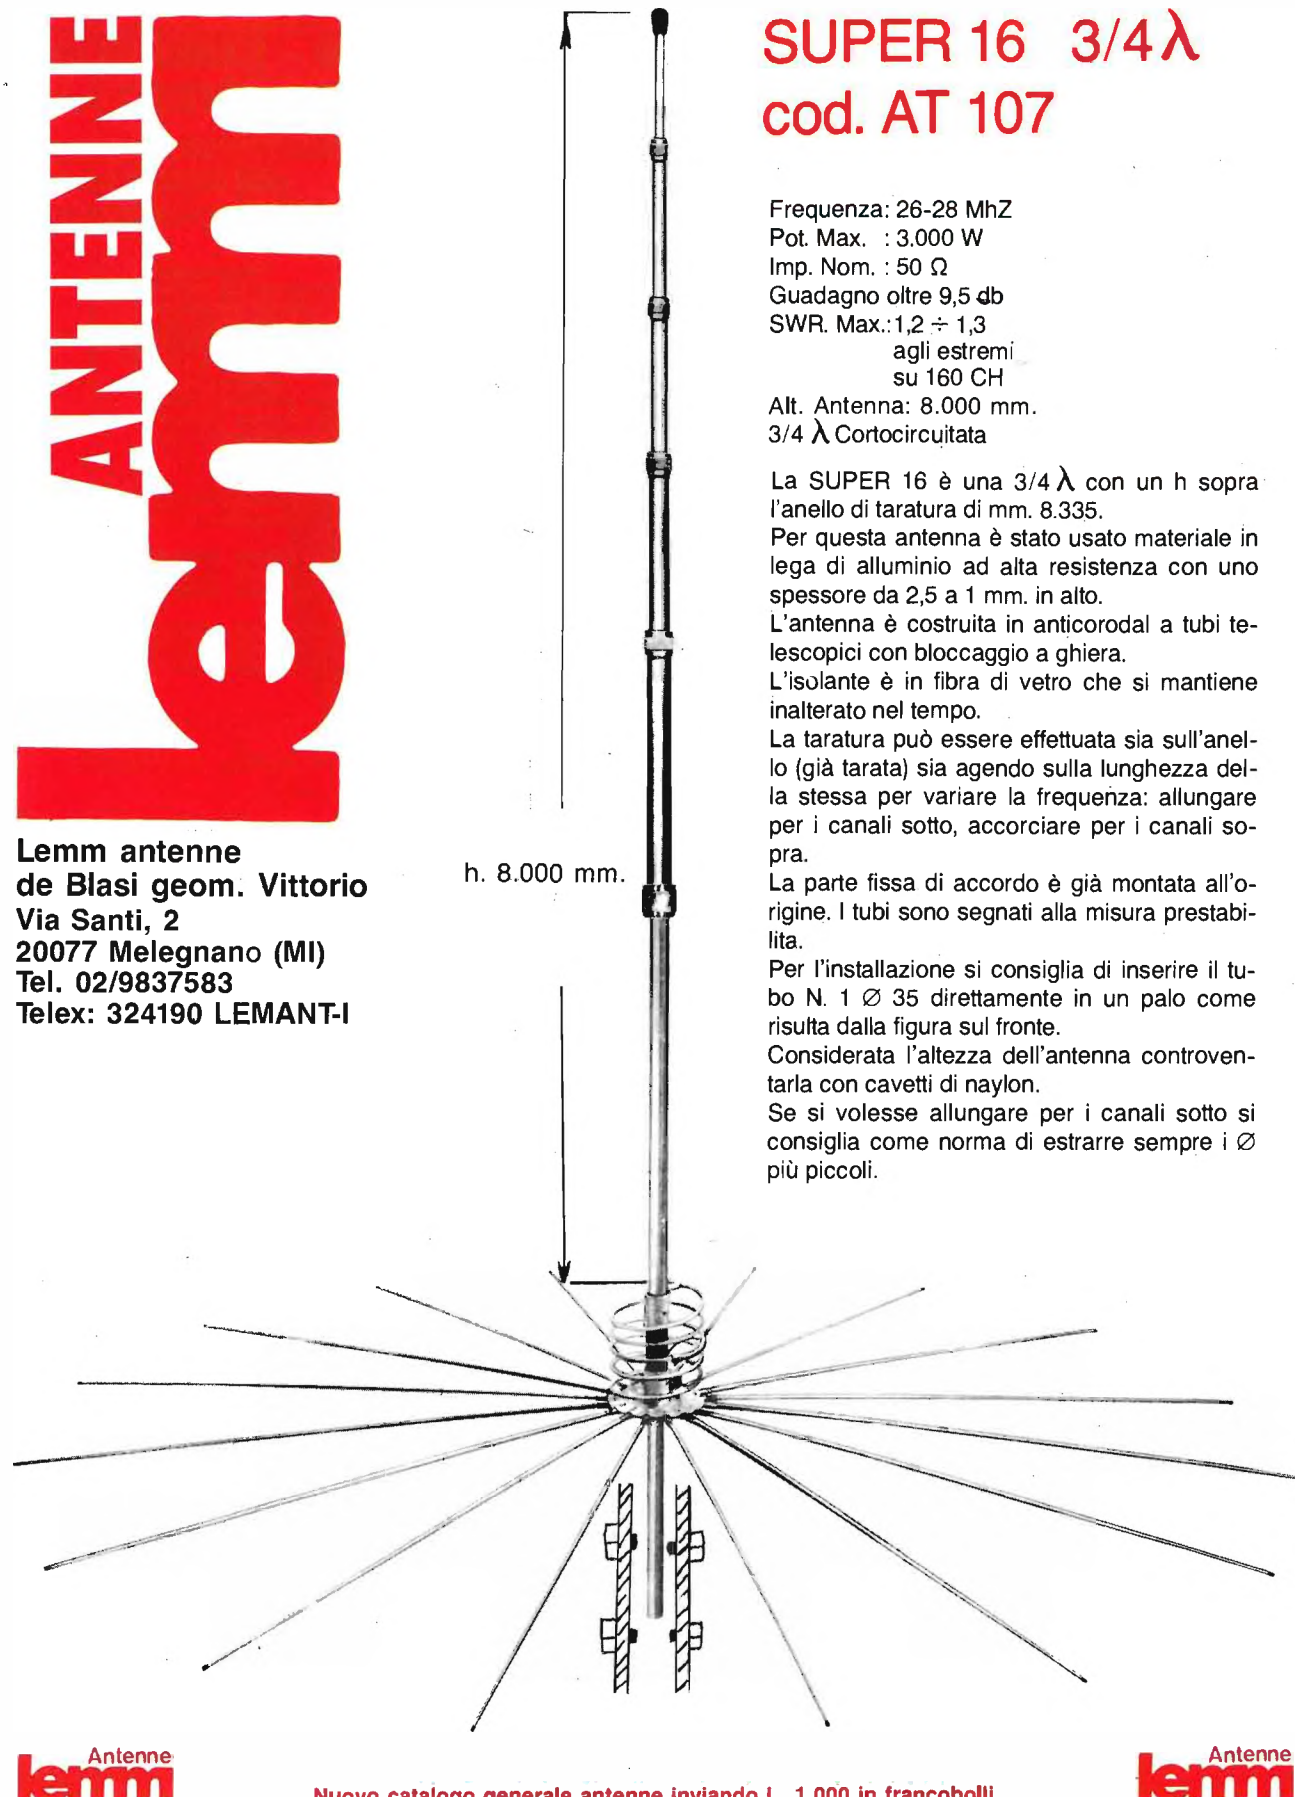 ANTENNE
lemm
SUPER 16 3/4 λ
cod. AT 107
Frequenza: 26-28 MhZ
Pot. Max. : 3.000 W
Imp. Nom. : 50 Ω
Guadagno oltre 9,5 db
SWR. Max.: 1,2 ÷ 1,3
agli estremi
su 160 CH
Alt. Antenna: 8.000 mm.
3/4 λ Cortocircuitata
La SUPER 16 è una 3/4 λ con un h sopra
l'anello di taratura di mm. 8.335.
Per questa antenna è stato usato materiale in
lega di alluminio ad alta resistenza con uno
spessore da 2,5 a 1 mm. in alto.
L'antenna è costruita in anticorodal a tubi te-
lescopici con bloccaggio a ghiera.
L'isolante è in fibra di vetro che si mantiene
inalterato nel tempo.
La taratura può essere effettuata sia sull'anel-
lo (già tarata) sia agendo sulla lunghezza del-
la stessa per variare la frequenza: allungare
per i canali sotto, accorciare per i canali so-
pra.
La parte fissa di accordo è già montata all'o-
rigine. I tubi sono segnati alla misura prestabi-
lita.
Per l'installazione si consiglia di inserire il tu-
bo N. 1 Ø 35 direttamente in un palo come
risulta dalla figura sul fronte.
Considerata l'altezza dell'antenna controven-
tarla con cavetti di naylon.
Se si volesse allungare per i canali sotto si
consiglia come norma di estrarre sempre i Ø
più piccoli.
Lemm antenne
de Blasi geom. Vittorio
Via Santi, 2
20077 Melegnano (MI)
Tel. 02/9837583
Telex: 324190 LEMANT-I
h. 8.000 mm.
Antenne
lemm
Nuovo catalogo generale antenne inviando L. 1.000 in francobolli
Antenne
lemm